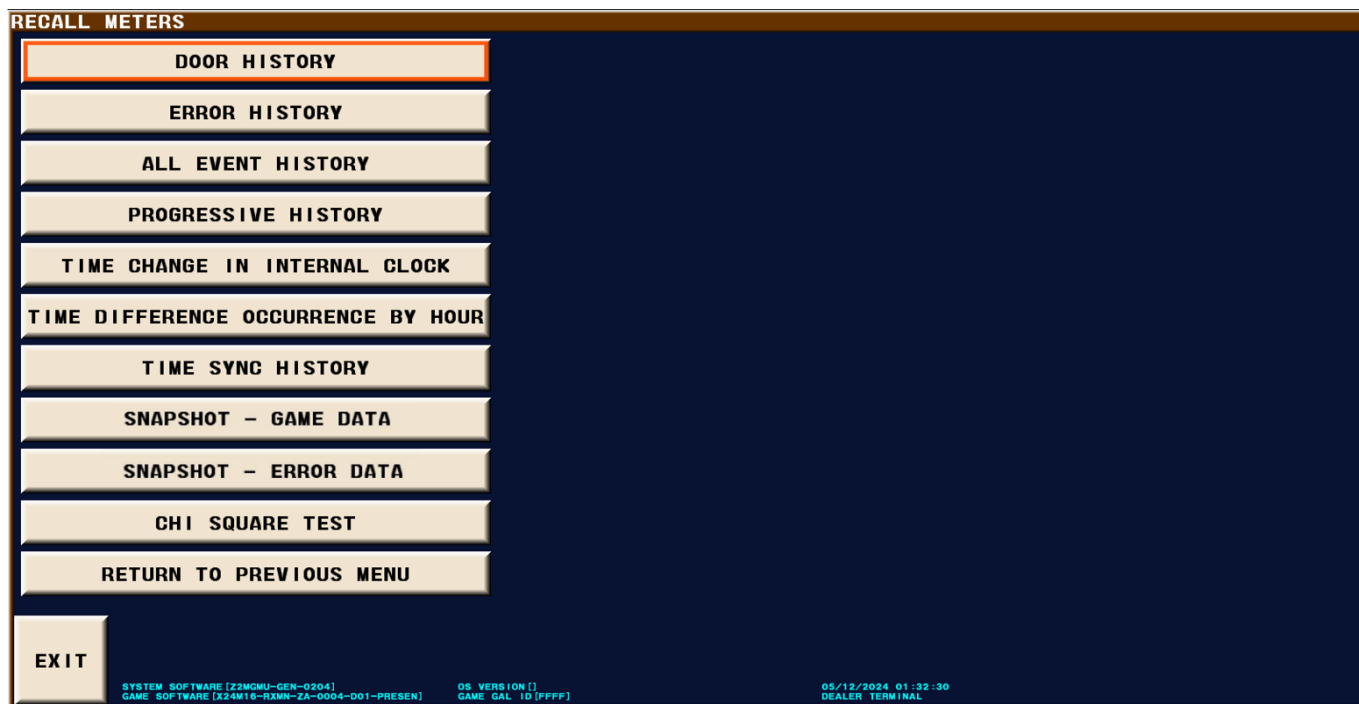 RECALL METERS
DOOR HISTORY
ERROR HISTORY
ALL EVENT HISTORY
PROGRESSIVE HISTORY
TIME CHANGE IN INTERNAL CLOCK
TIME DIFFERENCE OCCURRENCE BY HOUR
TIME SYNC HISTORY
SNAPSHOT – GAME DATA
SNAPSHOT – ERROR DATA
CHI SQUARE TEST
RETURN TO PREVIOUS MENU
EXIT
SYSTEM SOFTWARE[Z2MGMU-GEN-0204] OS VERSION[] 05/12/2024 01:32:30
GAME SOFTWARE[X24M16-RXMN-ZA-0004-D01-PRESEN] GAME GAL ID[FFFF] DEALER TERMINAL